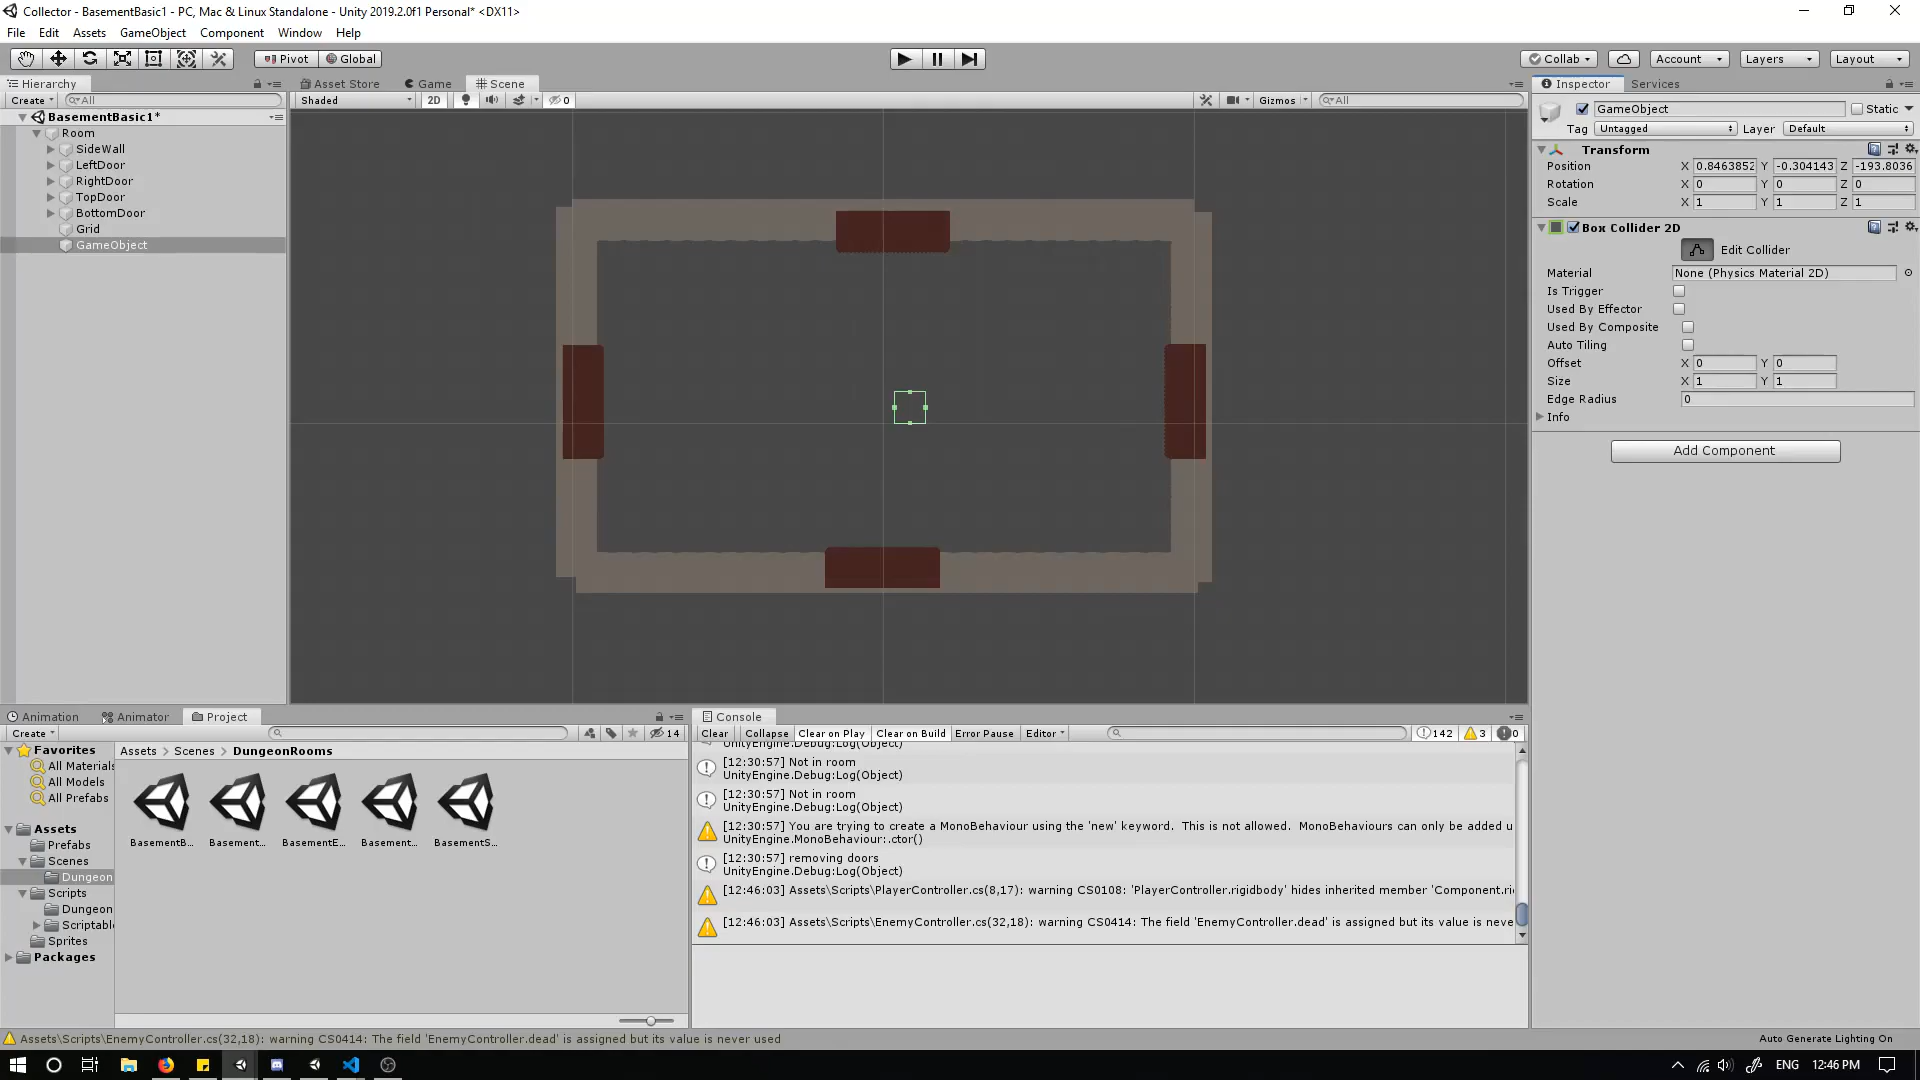 Collector - BasementBasic1 - PC, Mac & Linux Standalone - Unity 2019.2.0f1 Personal* <DX11>
File Edit Assets GameObject Component Window Help
Pivot Global Collab Account Layers Layout
Hierarchy
Create All
BasementBasic1*
Room
SideWall
LeftDoor
RightDoor
TopDoor
BottomDoor
Grid
GameObject
Asset Store Game Scene
Shaded 2D 0 Gizmos All
Inspector Services
GameObject Static
Tag Untagged Layer Default
Transform
Position X 0.8463852 Y -0.304143 Z -193.8036
Rotation X 0 Y 0 Z 0
Scale X 1 Y 1 Z 1
Box Collider 2D
Edit Collider
Material None (Physics Material 2D)
Is Trigger
Used By Effector
Used By Composite
Auto Tiling
Offset X 0 Y 0
Size X 1 Y 1
Edge Radius 0
Info
Add Component
Animation Animator Project
Create 14
Favorites
All Materials
All Models
All Prefabs
Assets
Prefabs
Scenes
Dungeon
Scripts
Dungeon
Scriptabl
Sprites
Packages
Assets > Scenes > DungeonRooms
BasementB... Basement... BasementE... Basement... BasementS...
Console
Clear Collapse Clear on Play Clear on Build Error Pause Editor 142 3 0
UnityEngine.Debug:Log(Object)
[12:30:57] Not in room
UnityEngine.Debug:Log(Object)
[12:30:57] Not in room
UnityEngine.Debug:Log(Object)
[12:30:57] You are trying to create a MonoBehaviour using the 'new' keyword.  This is not allowed.  MonoBehaviours can only be added u
UnityEngine.MonoBehaviour:.ctor()
[12:30:57] removing doors
UnityEngine.Debug:Log(Object)
[12:46:03] Assets\Scripts\PlayerController.cs(8,17): warning CS0108: 'PlayerController.rigidbody' hides inherited member 'Component.ri
[12:46:03] Assets\Scripts\EnemyController.cs(32,18): warning CS0414: The field 'EnemyController.dead' is assigned but its value is neve
Assets\Scripts\EnemyController.cs(32,18): warning CS0414: The field 'EnemyController.dead' is assigned but its value is never used
Auto Generate Lighting On
ENG 12:46 PM